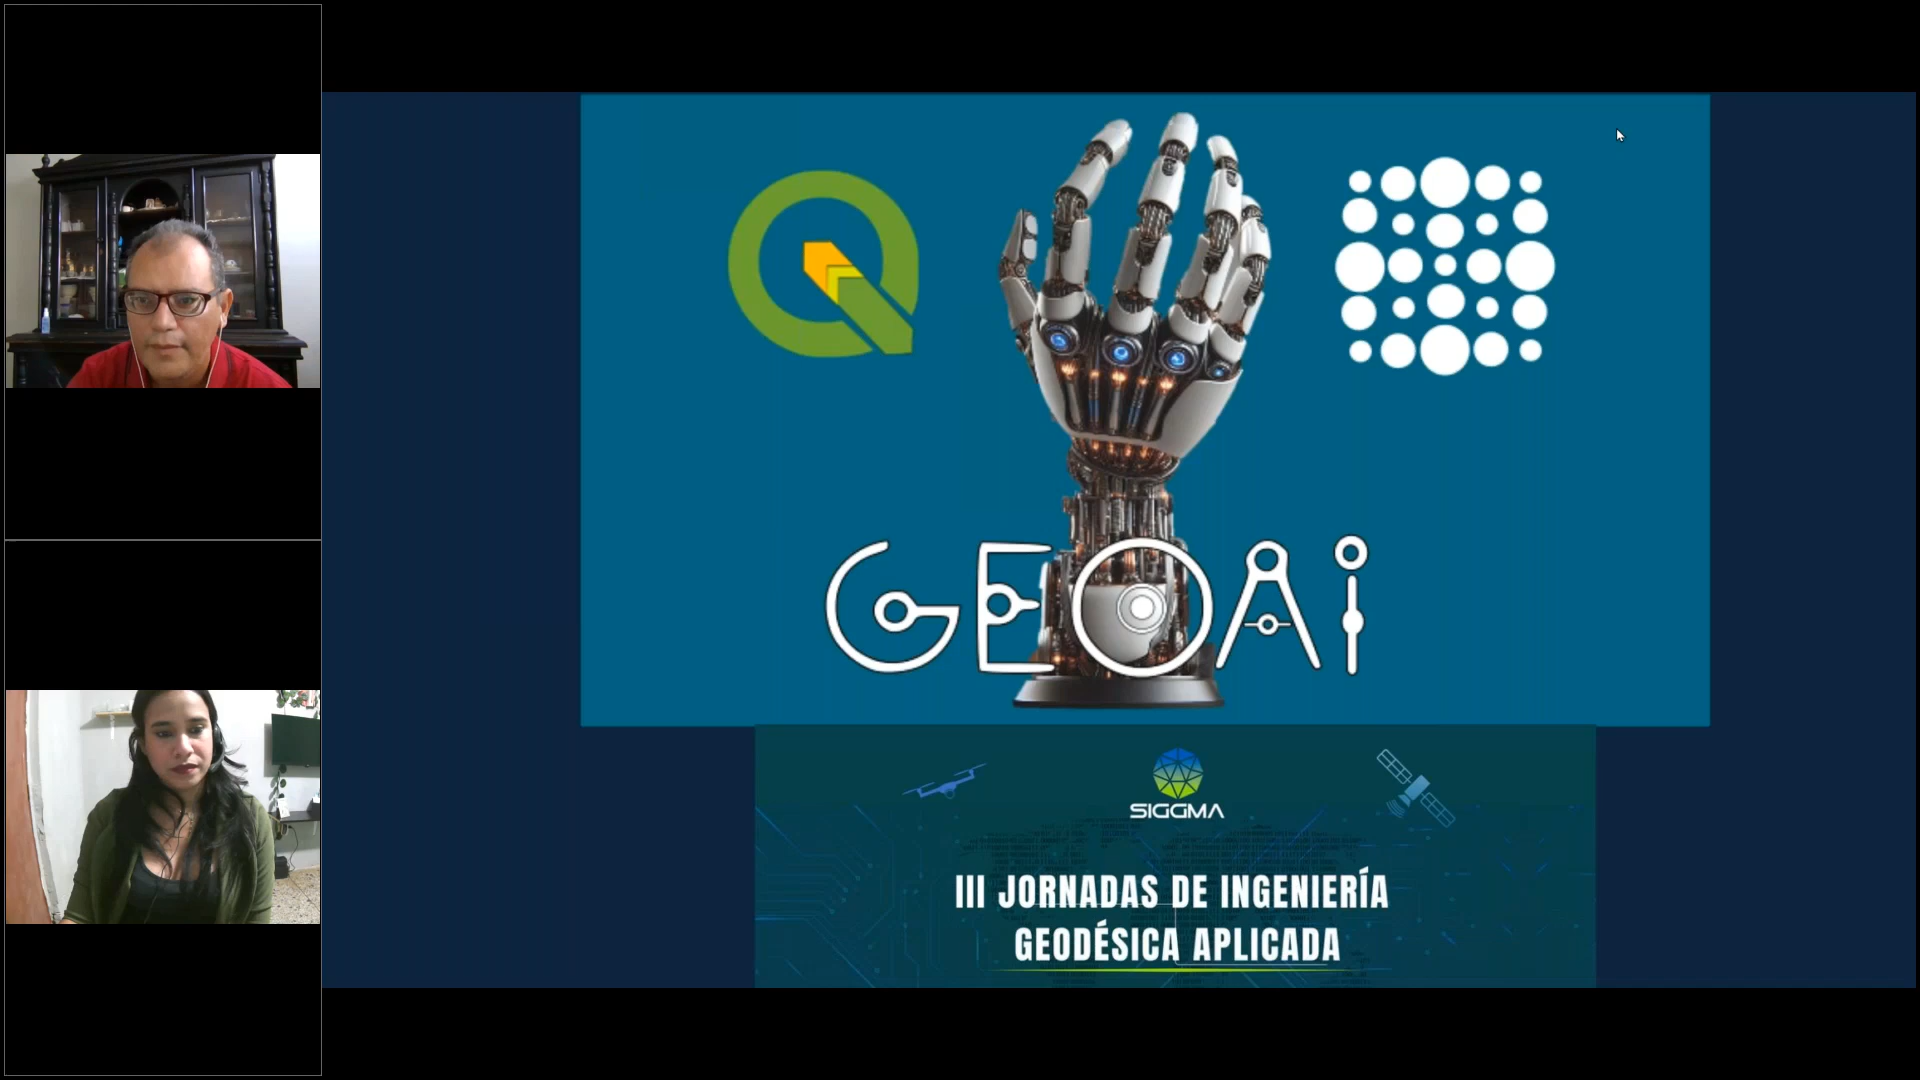 GEOAi
SIGGMA
III JORNADAS DE INGENIERÍA
GEODÉSICA APLICADA